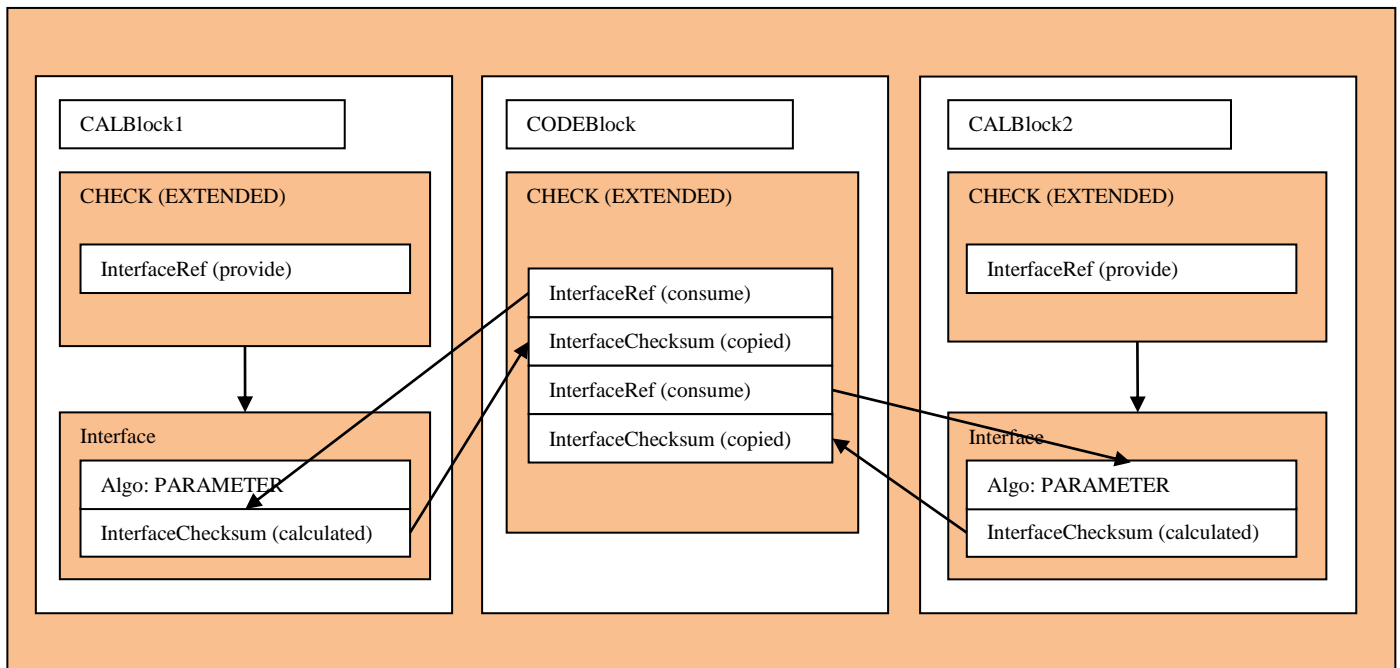 CALBlock1
CHECK (EXTENDED)
InterfaceRef (provide)
Interface
Algo: PARAMETER
InterfaceChecksum (calculated)
CODEBlock
CHECK (EXTENDED)
InterfaceRef (consume)
InterfaceChecksum (copied)
InterfaceRef (consume)
InterfaceChecksum (copied)
CALBlock2
CHECK (EXTENDED)
InterfaceRef (provide)
Interface
Algo: PARAMETER
InterfaceChecksum (calculated)